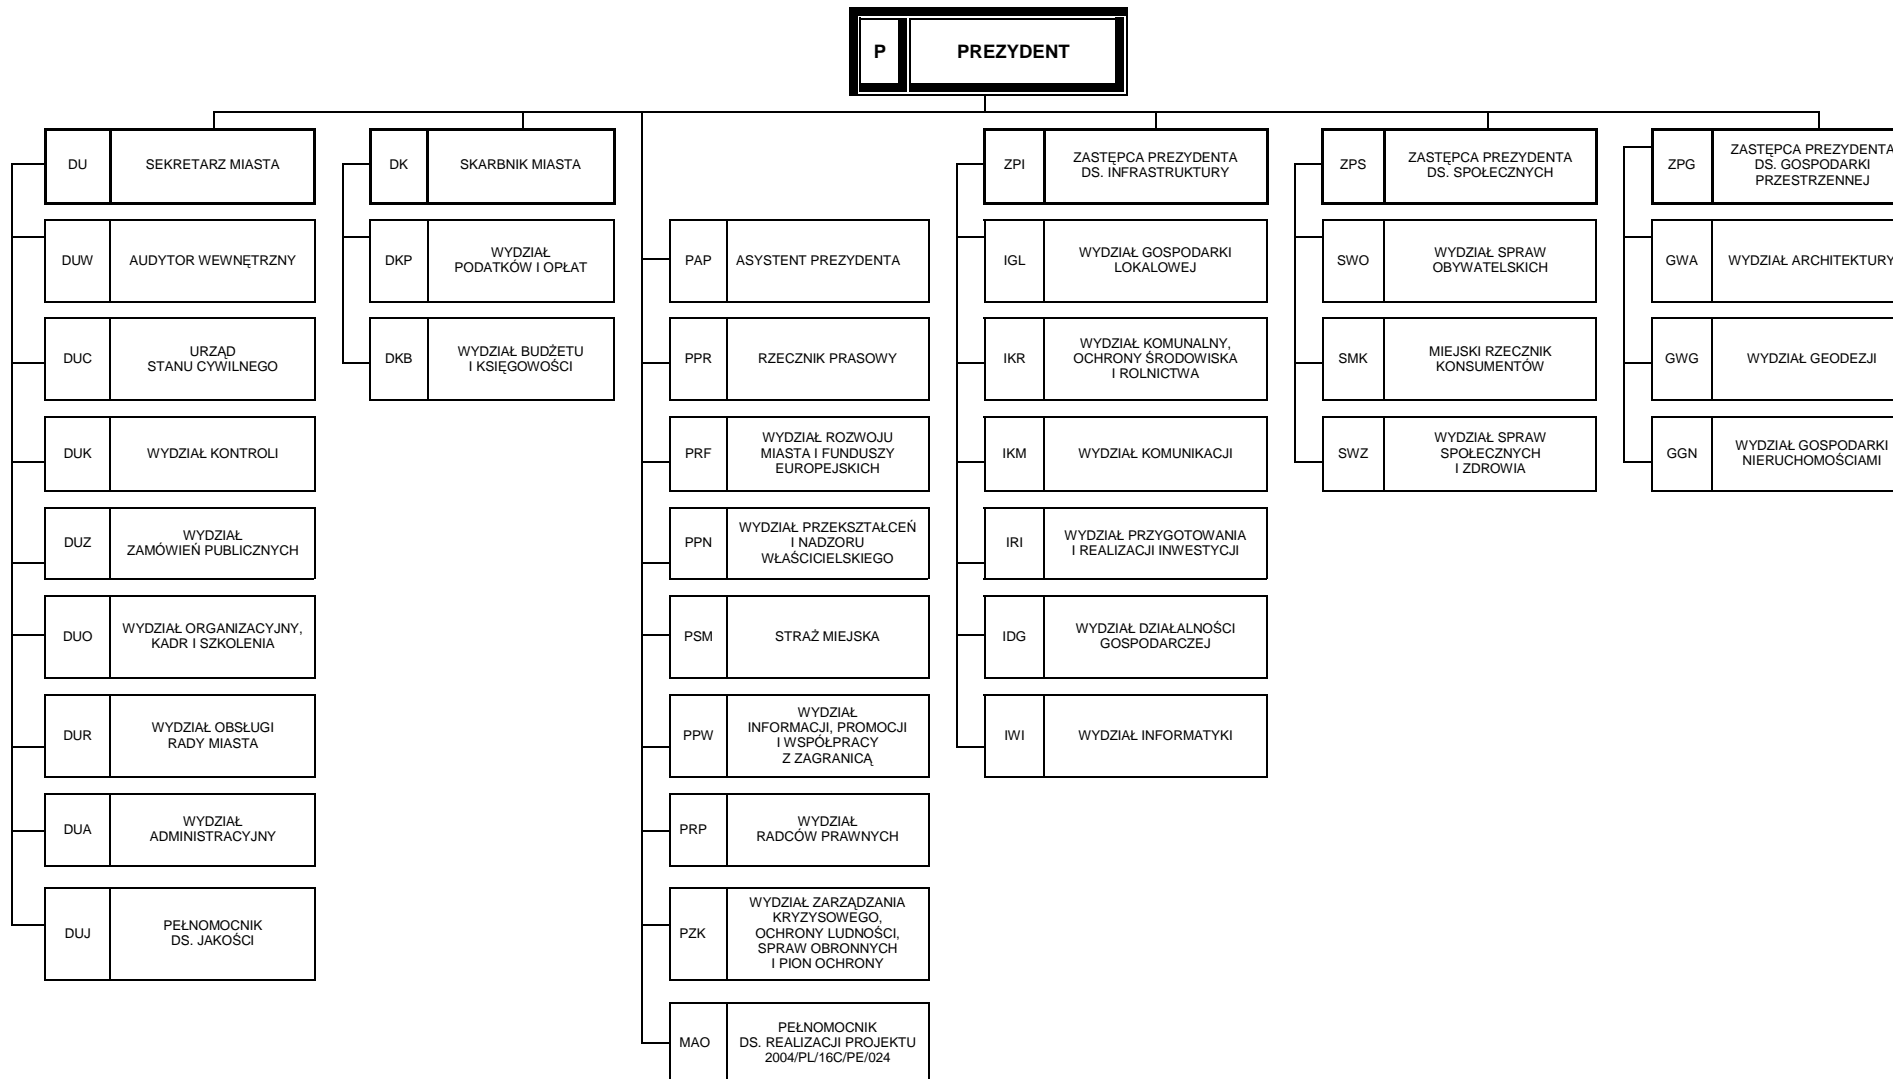 P
PREZYDENT
DU
SEKRETARZ MIASTA
DUW
AUDYTOR WEWNĘTRZNY
DUC
URZĄD
STANU CYWILNEGO
DUK
WYDZIAŁ KONTROLI
DUZ
WYDZIAŁ
ZAMÓWIEŃ PUBLICZNYCH
DUO
WYDZIAŁ ORGANIZACYJNY,
KADR I SZKOLENIA
DUR
WYDZIAŁ OBSŁUGI
RADY MIASTA
DUA
WYDZIAŁ
ADMINISTRACYJNY
DUJ
PEŁNOMOCNIK
DS. JAKOŚCI
DK
SKARBNIK MIASTA
DKP
WYDZIAŁ
PODATKÓW I OPŁAT
DKB
WYDZIAŁ BUDŻETU
I KSIĘGOWOŚCI
PAP
ASYSTENT PREZYDENTA
PPR
RZECZNIK PRASOWY
PRF
WYDZIAŁ ROZWOJU
MIASTA I FUNDUSZY
EUROPEJSKICH
PPN
WYDZIAŁ PRZEKSZTAŁCEŃ
I NADZORU
WŁAŚCICIELSKIEGO
PSM
STRAŻ MIEJSKA
PPW
WYDZIAŁ
INFORMACJI, PROMOCJI
I WSPÓŁPRACY
Z ZAGRANICĄ
PRP
WYDZIAŁ
RADCÓW PRAWNYCH
PZK
WYDZIAŁ ZARZĄDZANIA
KRYZYSOWEGO,
OCHRONY LUDNOŚCI,
SPRAW OBRONNYCH
I PION OCHRONY
MAO
PEŁNOMOCNIK
DS. REALIZACJI PROJEKTU
2004/PL/16C/PE/024
ZPI
ZASTĘPCA PREZYDENTA
DS. INFRASTRUKTURY
IGL
WYDZIAŁ GOSPODARKI
LOKALOWEJ
IKR
WYDZIAŁ KOMUNALNY,
OCHRONY ŚRODOWISKA
I ROLNICTWA
IKM
WYDZIAŁ KOMUNIKACJI
IRI
WYDZIAŁ PRZYGOTOWANIA
I REALIZACJI INWESTYCJI
IDG
WYDZIAŁ DZIAŁALNOŚCI
GOSPODARCZEJ
IWI
WYDZIAŁ INFORMATYKI
ZPS
ZASTĘPCA PREZYDENTA
DS. SPOŁECZNYCH
SWO
WYDZIAŁ SPRAW
OBYWATELSKICH
SMK
MIEJSKI RZECZNIK
KONSUMENTÓW
SWZ
WYDZIAŁ SPRAW
SPOŁECZNYCH
I ZDROWIA
ZPG
ZASTĘPCA PREZYDENTA
DS. GOSPODARKI
PRZESTRZENNEJ
GWA
WYDZIAŁ ARCHITEKTURY
GWG
WYDZIAŁ GEODEZJI
GGN
WYDZIAŁ GOSPODARKI
NIERUCHOMOŚCIAMI